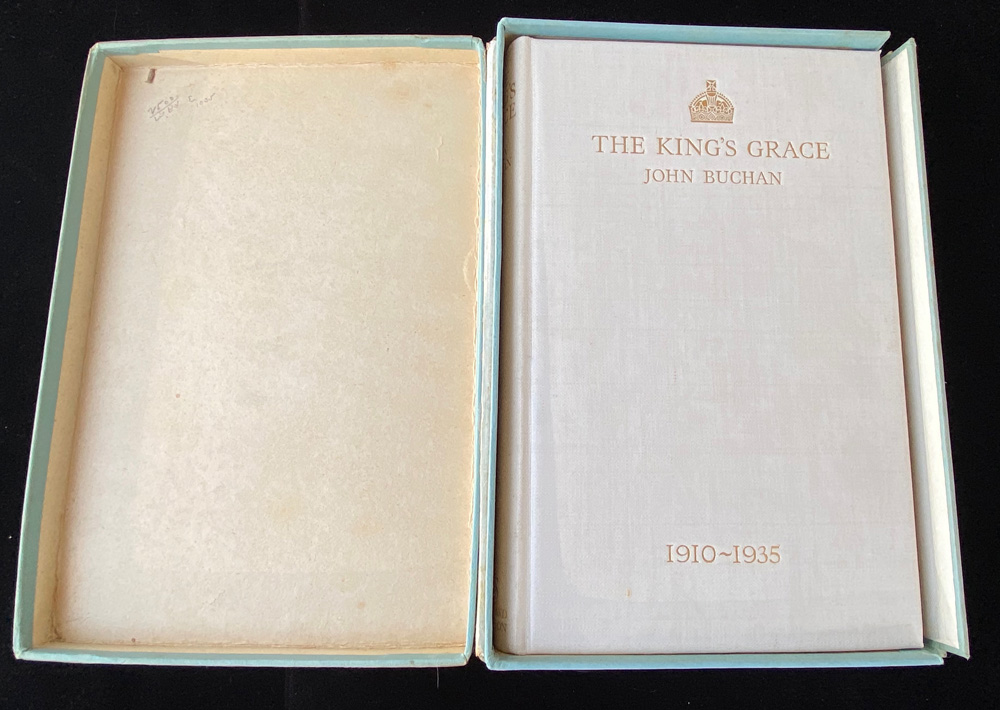 THE KING'S GRACE
JOHN BUCHAN
1910~1935